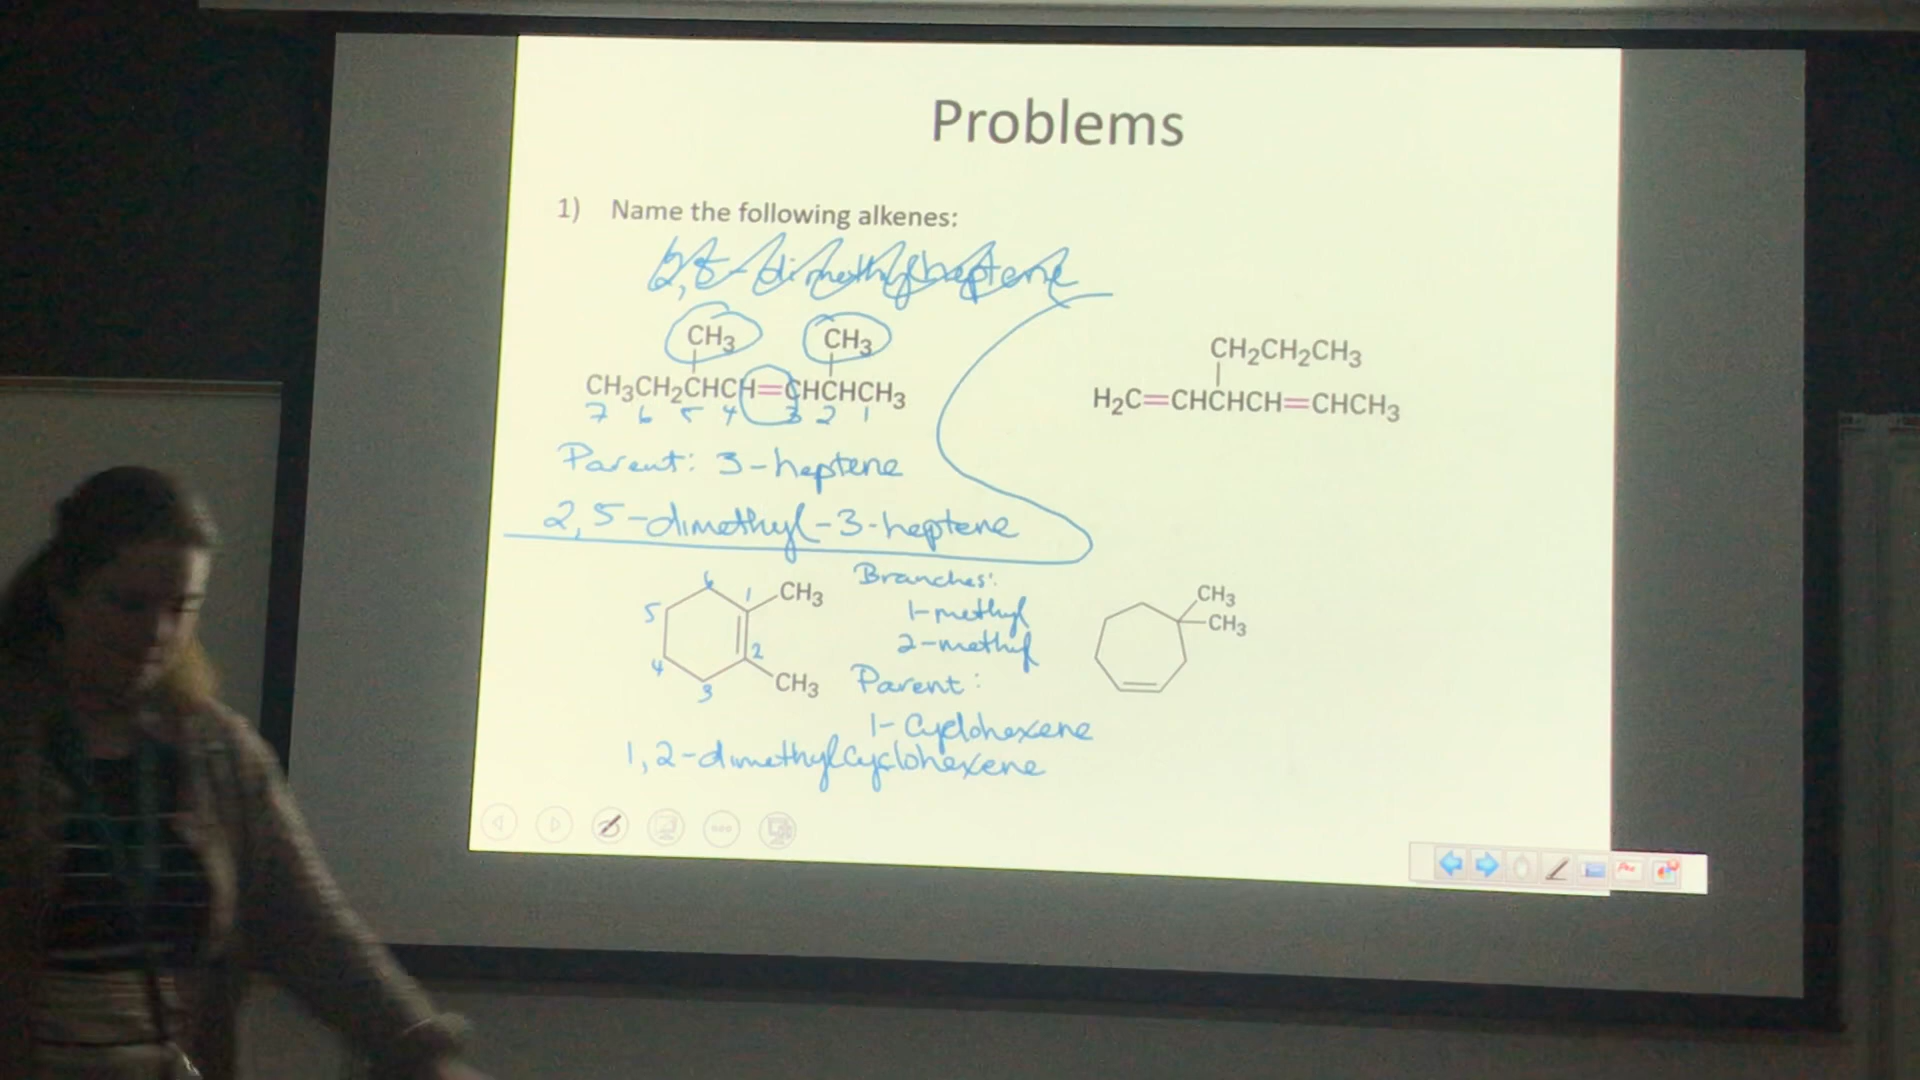 Problems
1) Name the following alkenes:
2,5-dimethylheptene
CH₃ CH₃
CH₃CH₂CHCH=CHCHCH₃
7 6 5 4 3 2 1
Parent: 3-heptene
2,5-dimethyl-3-heptene
CH₂CH₂CH₃
H₂C=CHCHCH=CHCH₃
6 1 CH₃
5
4 2
3 CH₃
Branches:
1-methyl
2-methyl
Parent:
1-Cyclohexene
1,2-dimethylcyclohexene
CH₃
CH₃